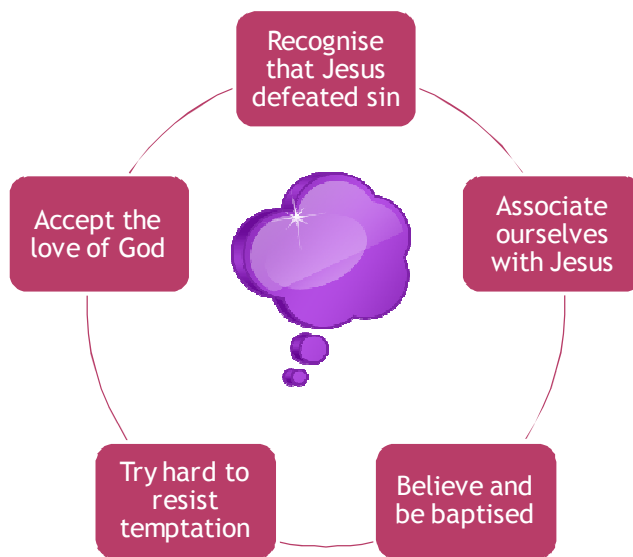 Recognise
that Jesus
defeated sin
Associate
ourselves
with Jesus
Believe and
be baptised
Try hard to
resist
temptation
Accept the
love of God